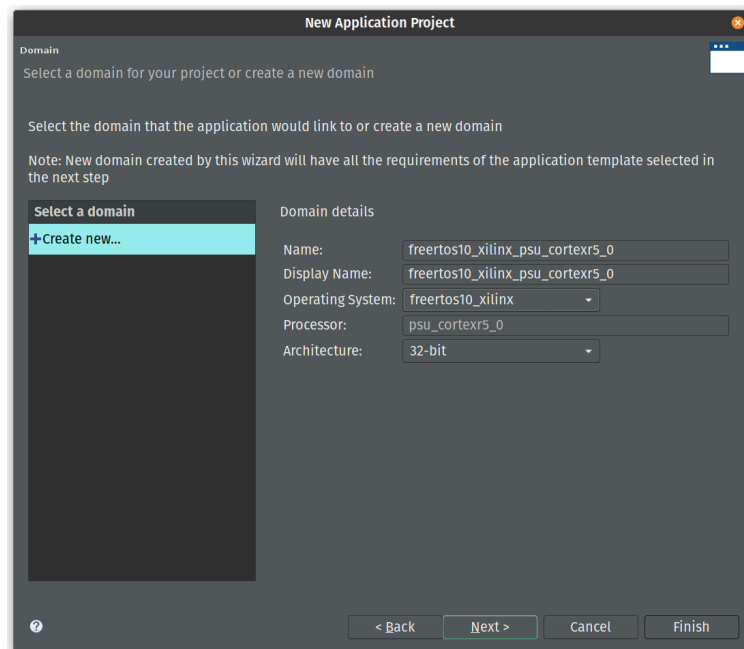 New Application Project
Domain
Select a domain for your project or create a new domain
Select the domain that the application would link to or create a new domain
Note: New domain created by this wizard will have all the requirements of the application template selected in
the next step
Select a domain
Create new...
Domain details
Name: freertos10_xilinx_psu_cortexr5_0
Display Name: freertos10_xilinx_psu_cortexr5_0
Operating System: freertos10_xilinx
Processor: psu_cortexr5_0
Architecture: 32-bit
? < Back Next > Cancel Finish